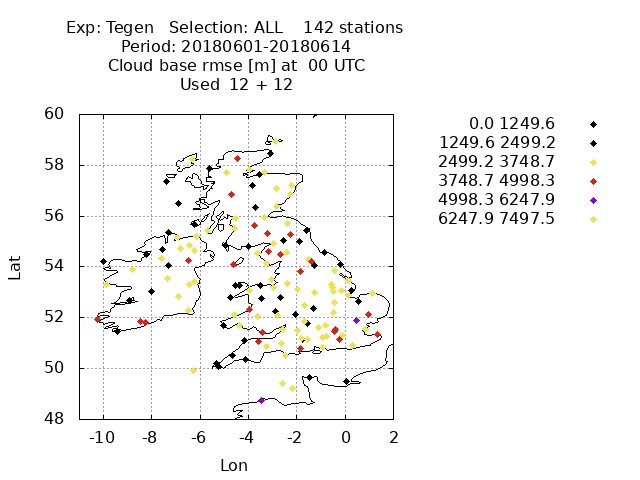 Exp: Tegen Selection: ALL 142 stations
Period: 20180601-20180614
Cloud base rmse [m] at 00 UTC
Used 12 + 12
0.0 1249.6
1249.6 2499.2
2499.2 3748.7
3748.7 4998.3
4998.3 6247.9
6247.9 7497.5
60
58
56
54
52
50
48
Lat
-10 -8 -6 -4 -2 0 2
Lon